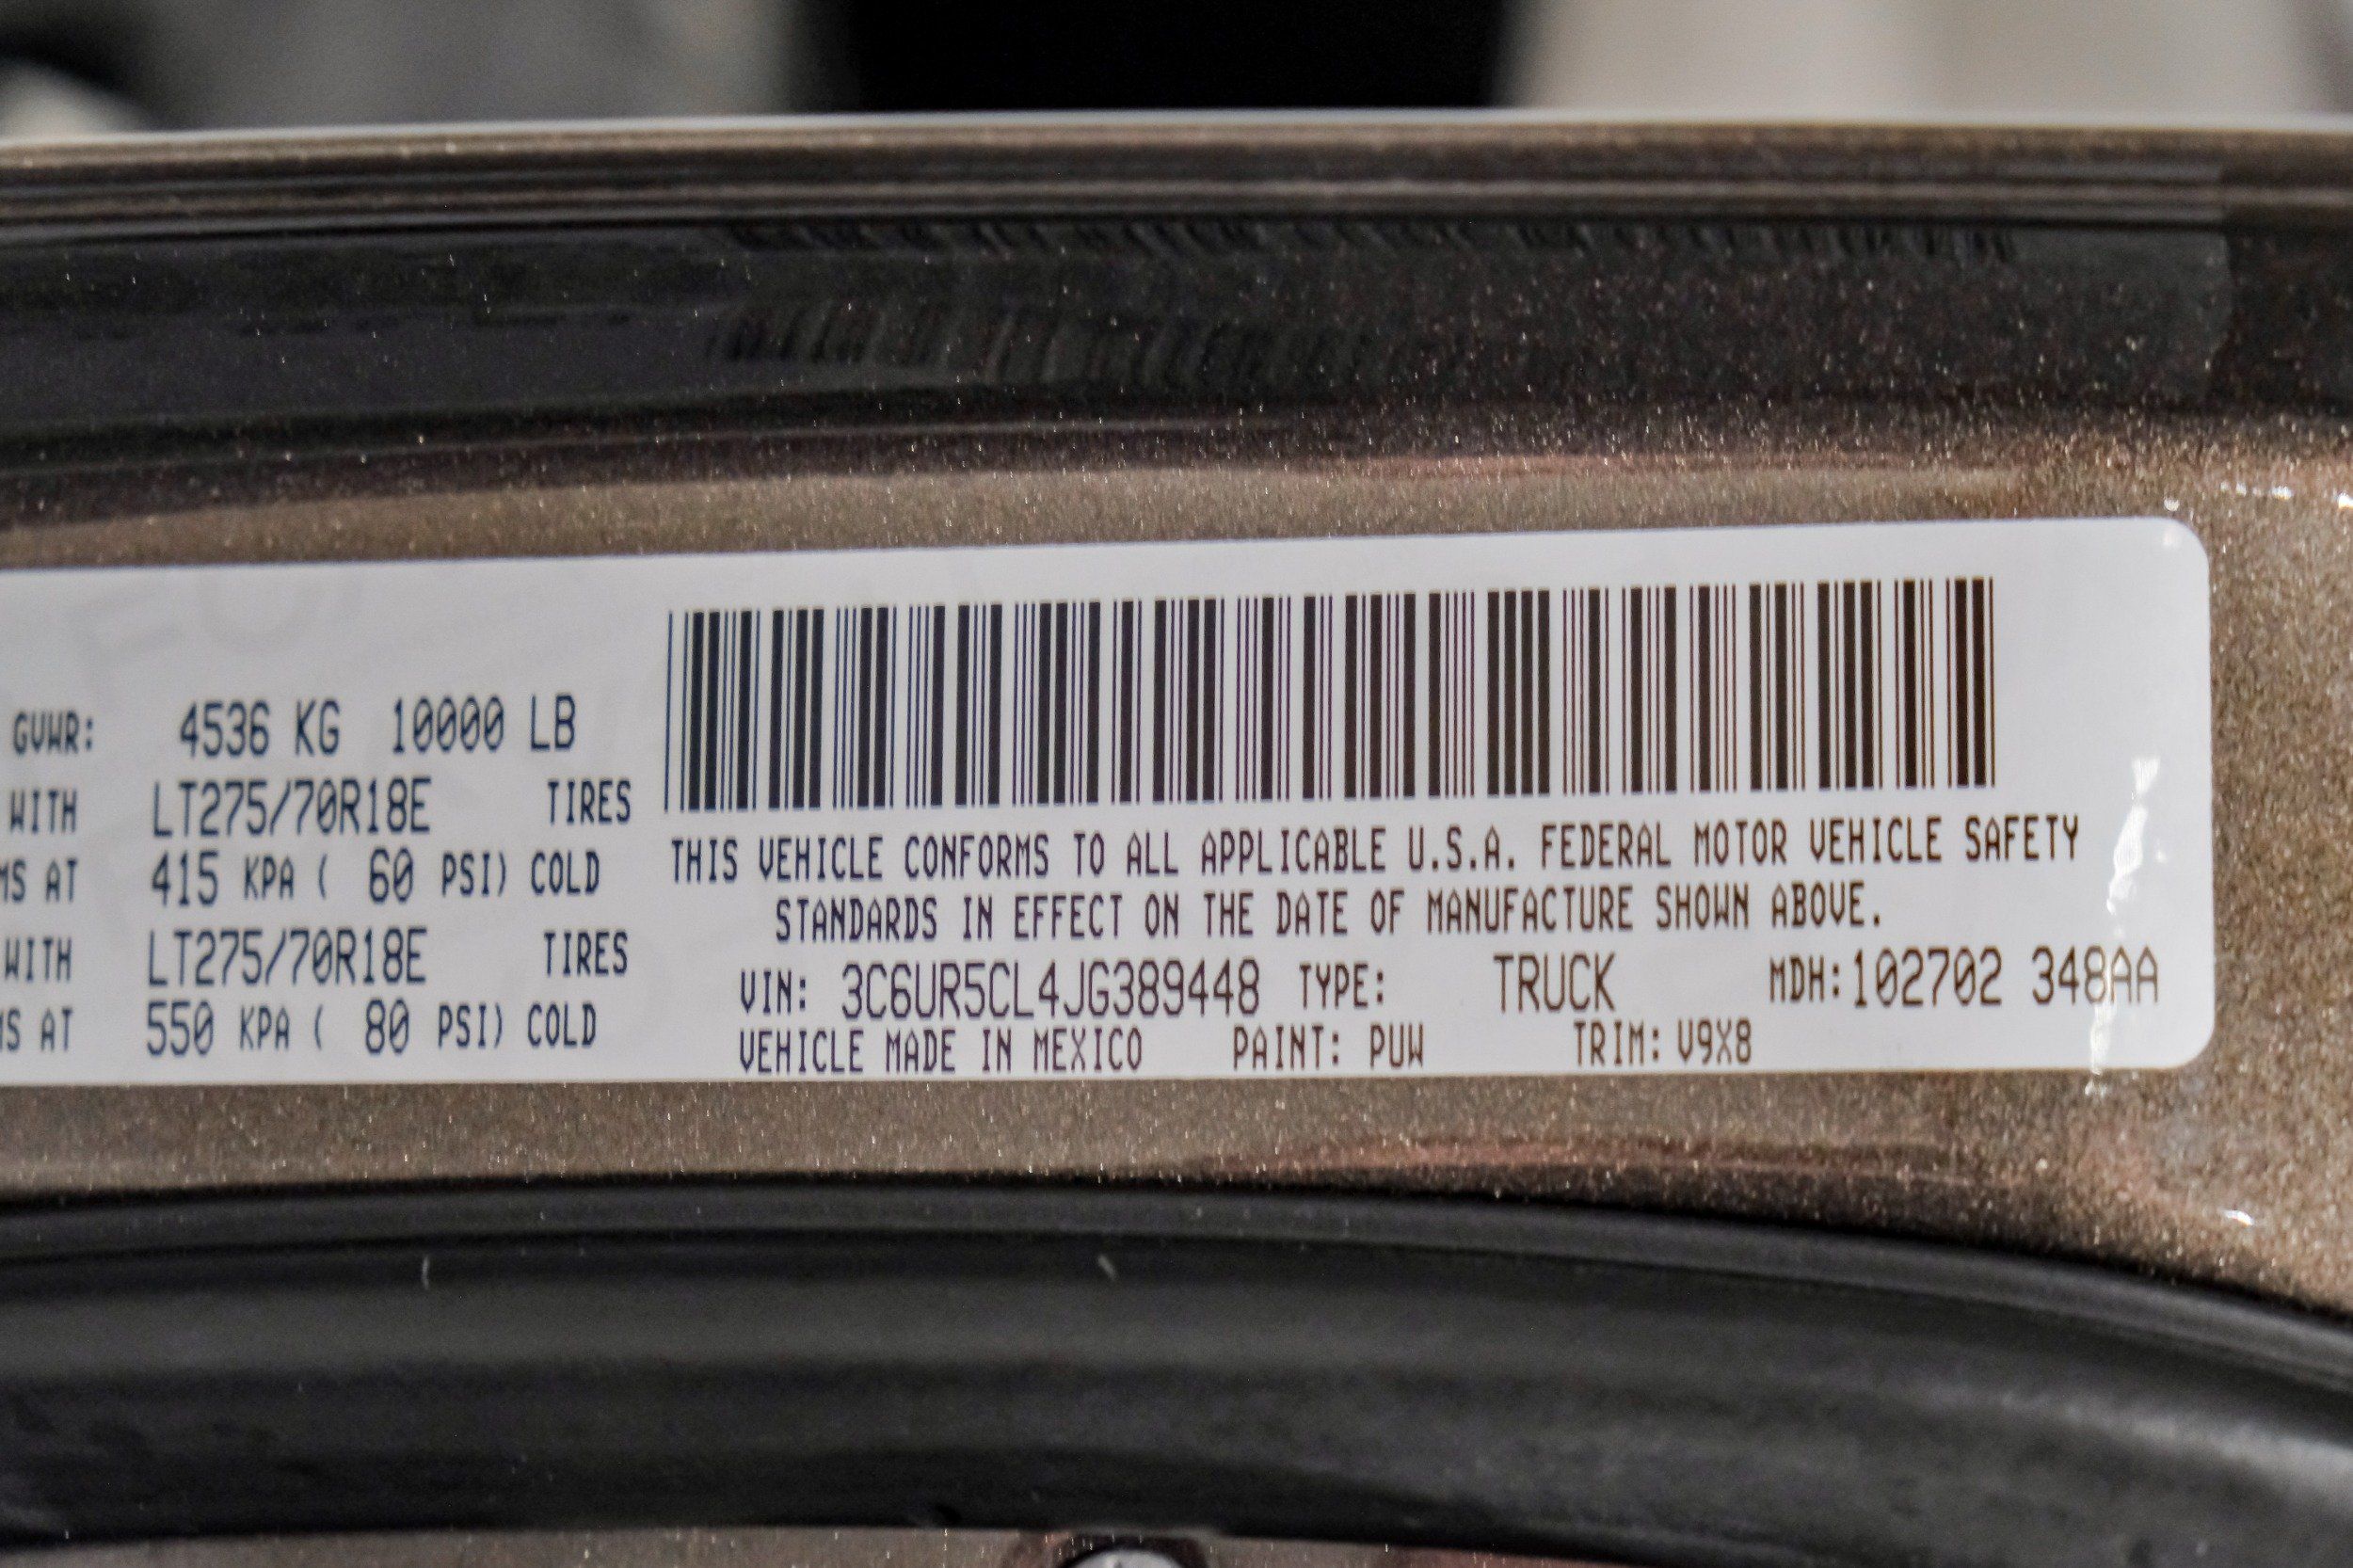 GVWR: 4536 KG 10000 LB
WITH LT275/70R18E TIRES
MS AT 415 KPA ( 60 PSI) COLD
WITH LT275/70R18E TIRES
MS AT 550 KPA ( 80 PSI) COLD
THIS VEHICLE CONFORMS TO ALL APPLICABLE U.S.A. FEDERAL MOTOR VEHICLE SAFETY
STANDARDS IN EFFECT ON THE DATE OF MANUFACTURE SHOWN ABOVE.
VIN: 3C6UR5CL4JG389448 TYPE: TRUCK MDH:102702 348AA
VEHICLE MADE IN MEXICO PAINT: PUW TRIM: V9X8